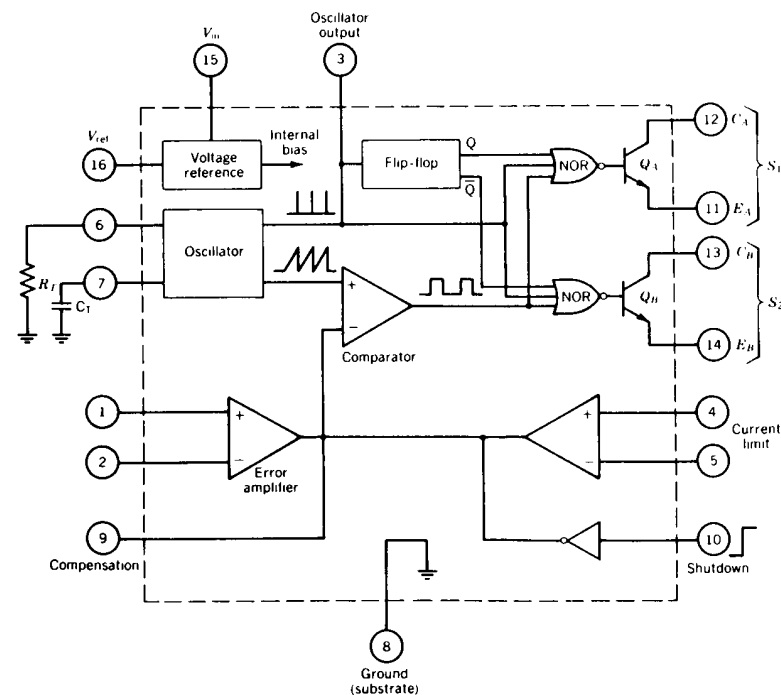 Oscillator
output
V_in
15
3
V_ref
16
Voltage
reference
Internal
bias
Flip-flop
Q
Q̅
NOR
Q_A
12
C_A
11
E_A
S_1
6
7
R_T
C_T
Oscillator
+
−
Comparator
NOR
Q_B
13
C_B
14
E_B
S_2
1
2
+
−
Error
amplifier
+
−
4
5
Current
limit
9
Compensation
10
Shutdown
8
Ground
(substrate)